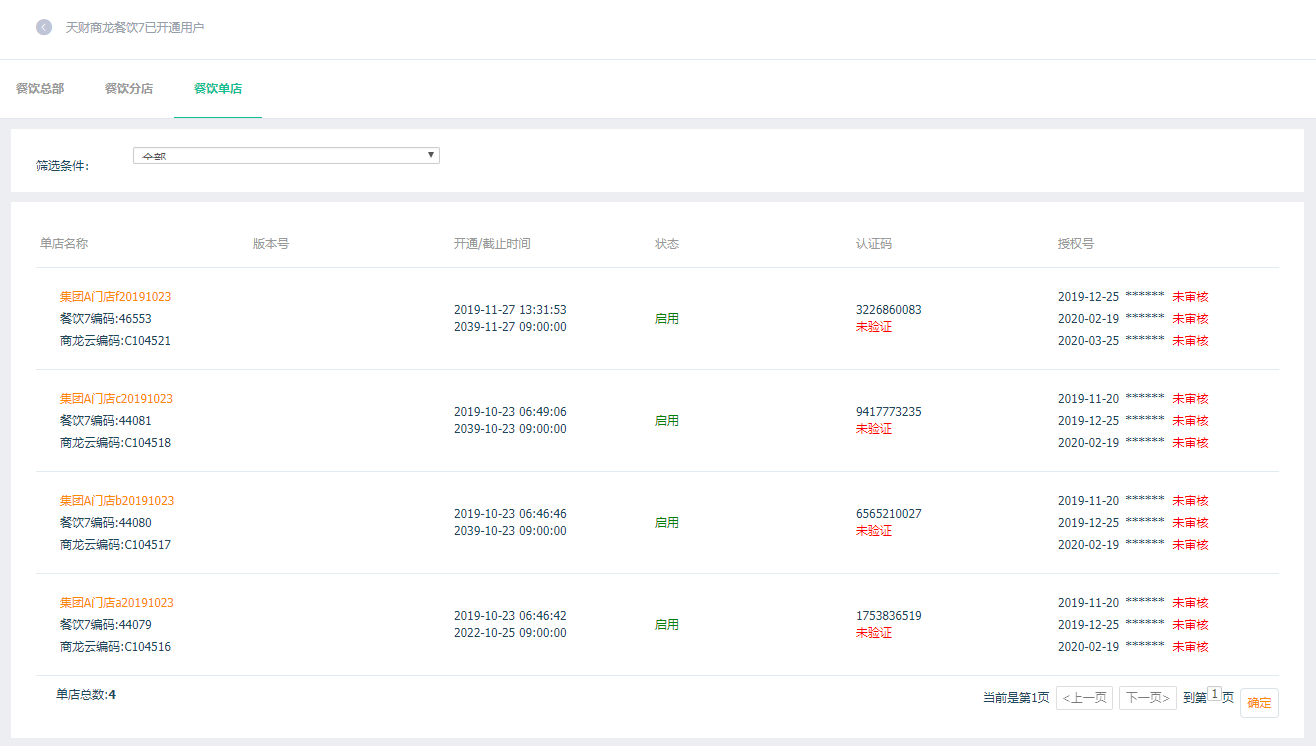 天财商龙餐饮7已开通用户
餐饮总部 餐饮分店 餐饮单店
筛选条件: 全部
单店名称 版本号 开通/截止时间 状态 认证码 授权号
集团A门店f20191023
餐饮7编码:46553
商龙云编码:C104521
2019-11-27 13:31:53
2039-11-27 09:00:00
启用
3226860083
未验证
2019-12-25 ****** 未审核
2020-02-19 ****** 未审核
2020-03-25 ****** 未审核
集团A门店c20191023
餐饮7编码:44081
商龙云编码:C104518
2019-10-23 06:49:06
2039-10-23 09:00:00
启用
9417773235
未验证
2019-11-20 ****** 未审核
2019-12-25 ****** 未审核
2020-02-19 ****** 未审核
集团A门店b20191023
餐饮7编码:44080
商龙云编码:C104517
2019-10-23 06:46:46
2039-10-23 09:00:00
启用
6565210027
未验证
2019-11-20 ****** 未审核
2019-12-25 ****** 未审核
2020-02-19 ****** 未审核
集团A门店a20191023
餐饮7编码:44079
商龙云编码:C104516
2019-10-23 06:46:42
2022-10-25 09:00:00
启用
1753836519
未验证
2019-11-20 ****** 未审核
2019-12-25 ****** 未审核
2020-02-19 ****** 未审核
单店总数:4
当前是第1页 <上一页 下一页> 到第1页 确定